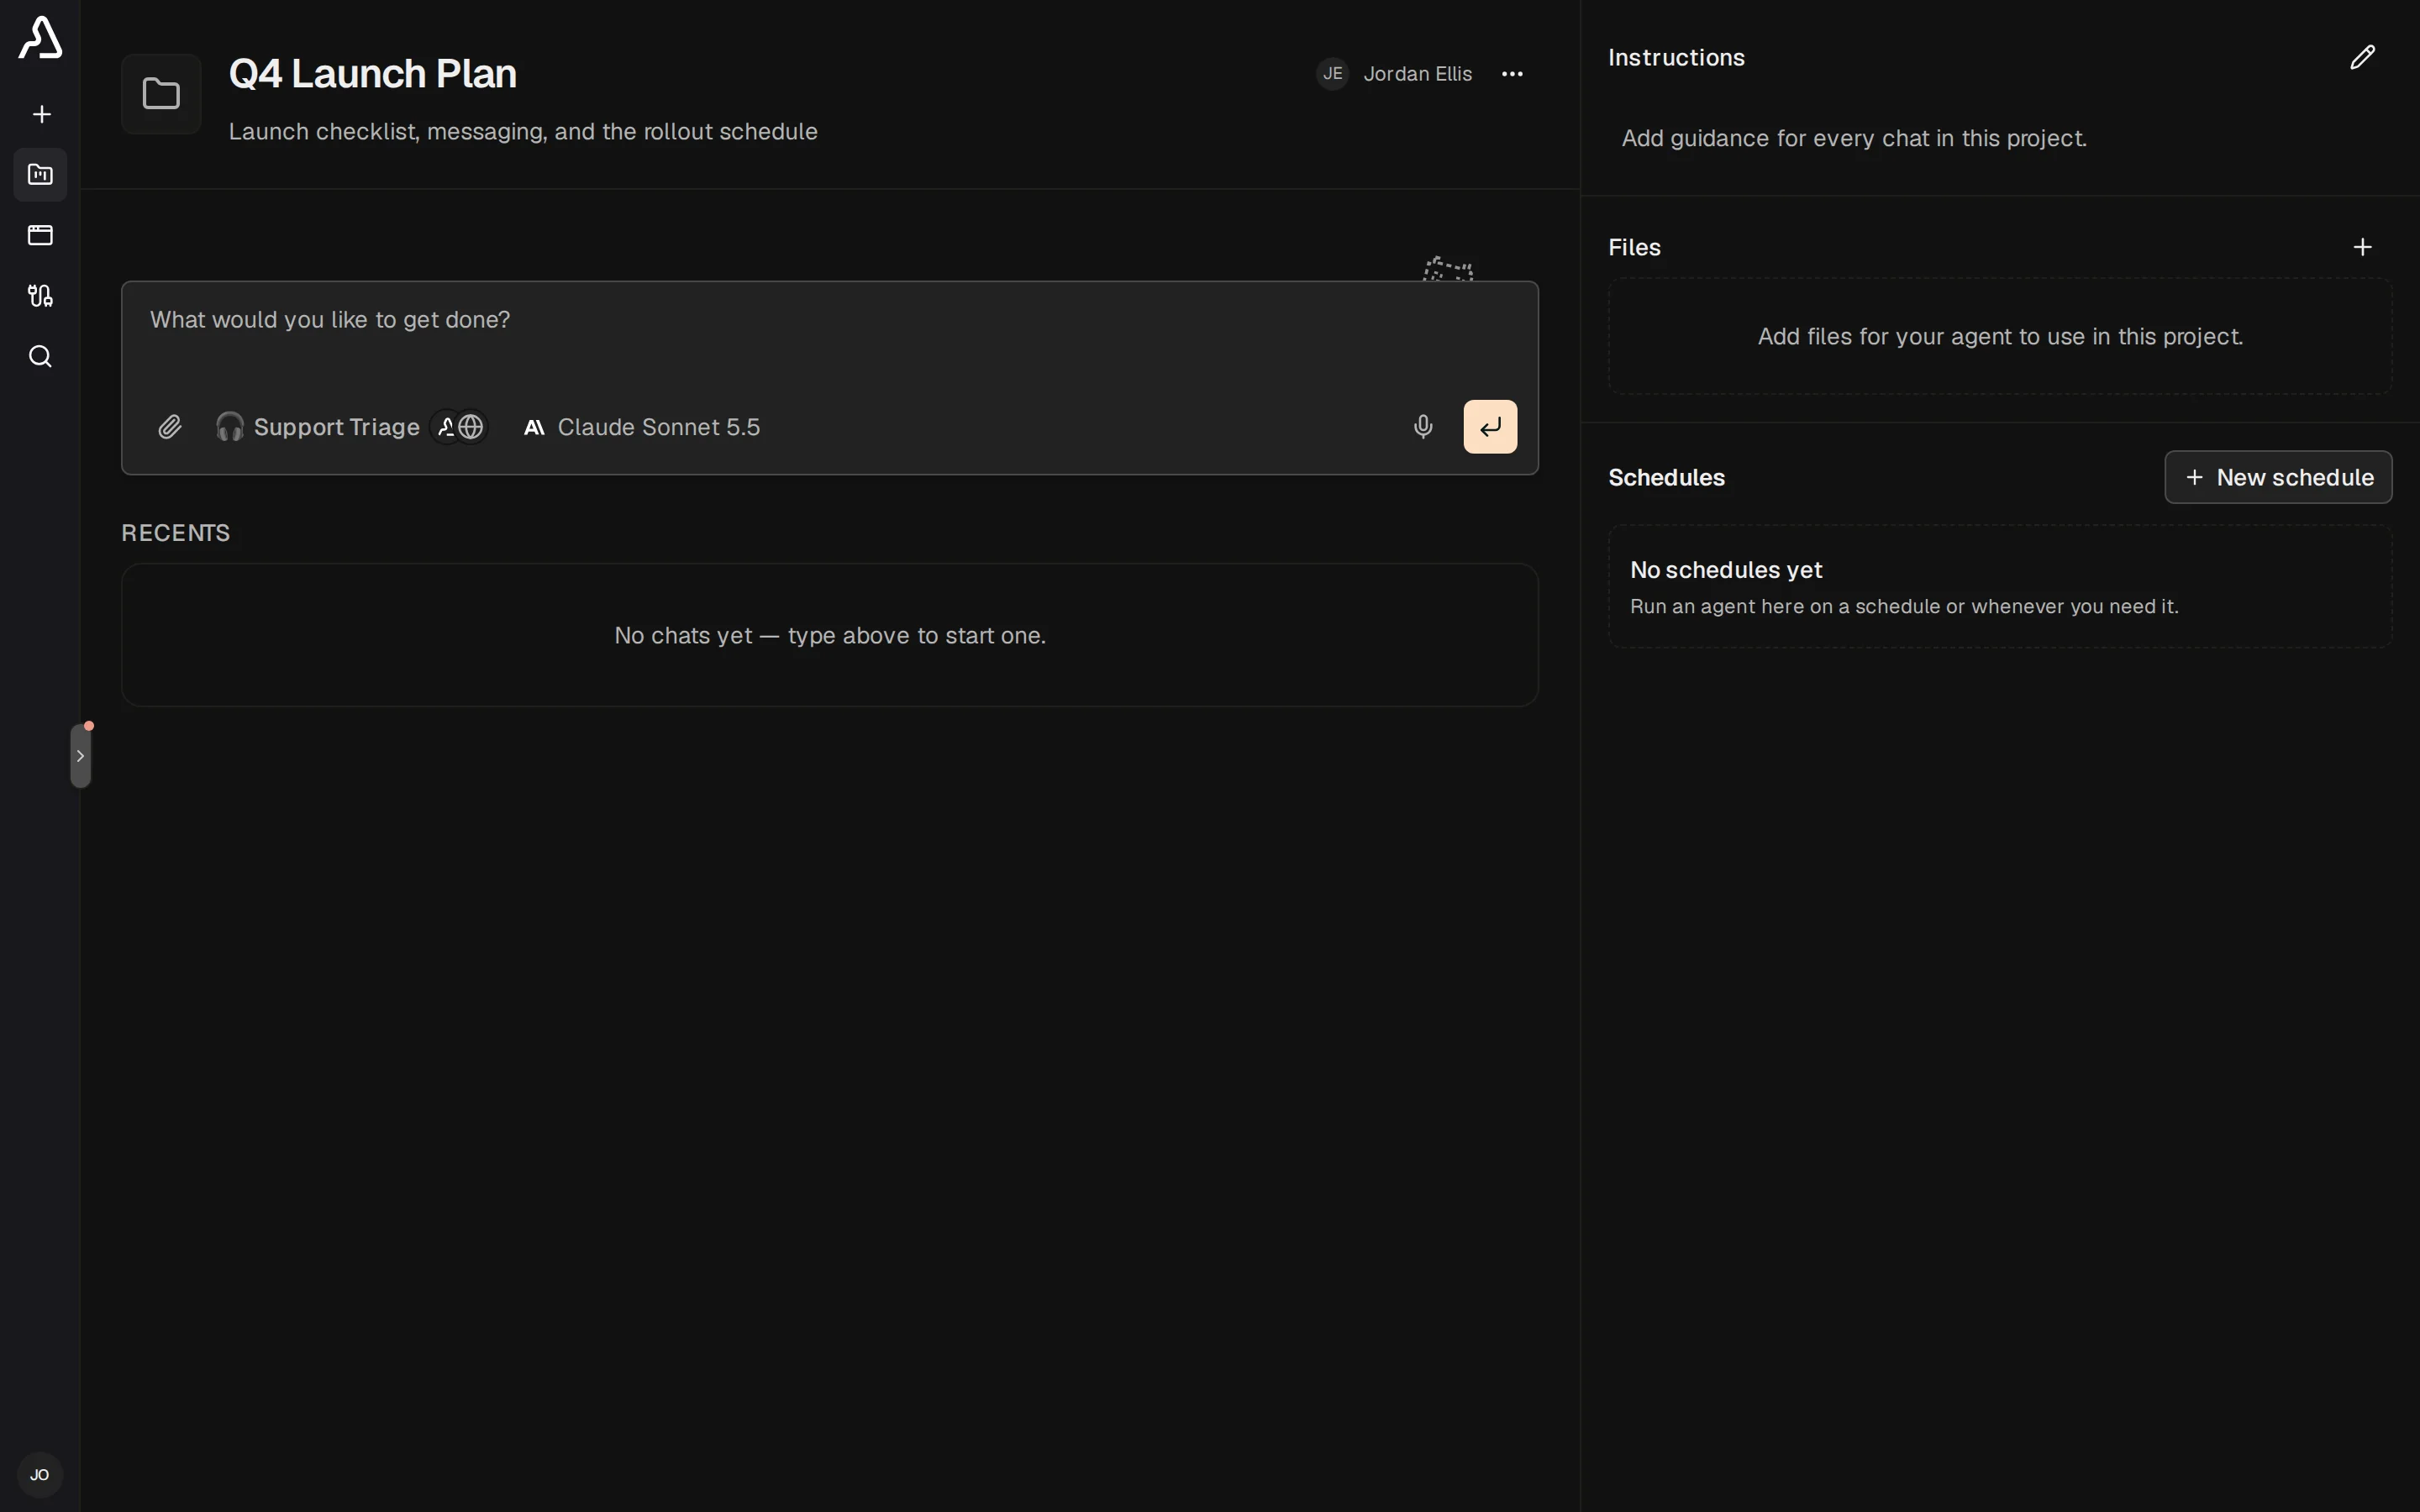 Q4 Launch Plan
Launch checklist, messaging, and the rollout schedule
JE Jordan Ellis
What would you like to get done?
Support Triage
Claude Sonnet 5.5
RECENTS
No chats yet — type above to start one.
JO
Instructions
Add guidance for every chat in this project.
Files
Add files for your agent to use in this project.
Schedules
New schedule
No schedules yet
Run an agent here on a schedule or whenever you need it.